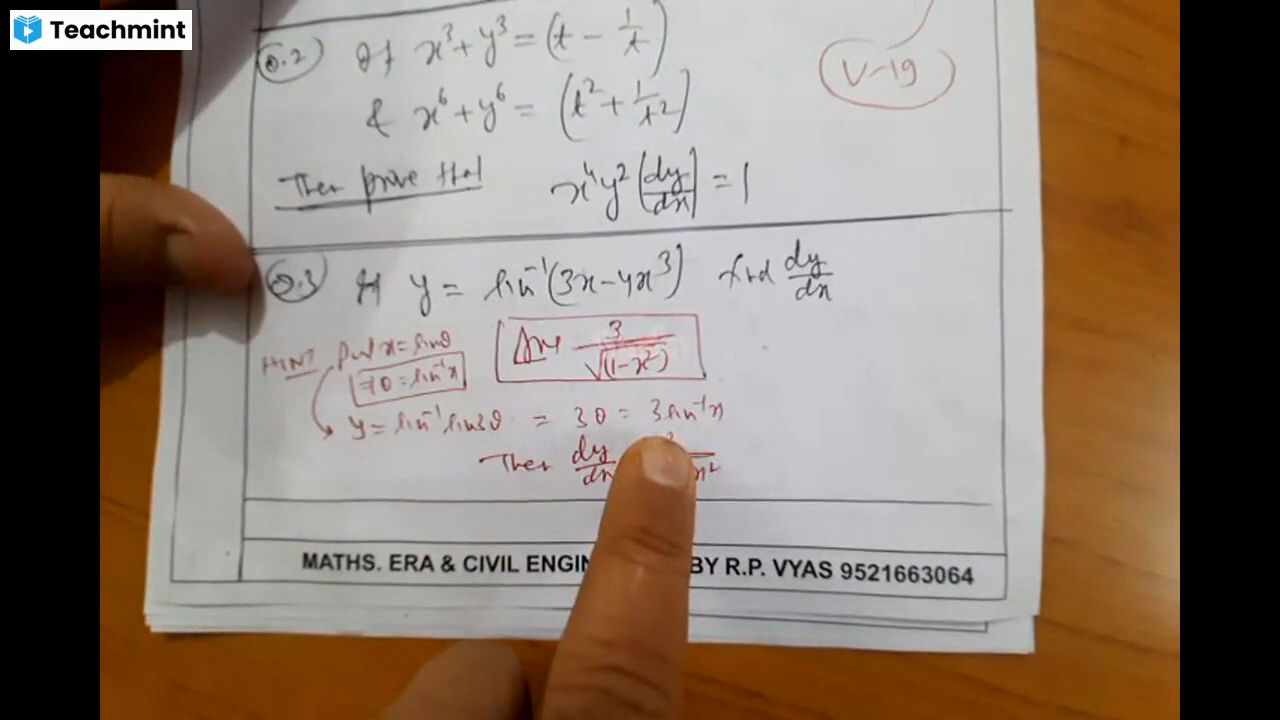 Teachmint
Q.2 If x³+y³ = (t - 1/t)
V-19
& x⁶+y⁶ = (t²+1/t²)
Then prove that x⁴y²(dy/dx) = 1
Q.3 If y = sin⁻¹(3x-4x³) find dy/dx
HINT Put x = sinθ
⇒θ = sin⁻¹x
Ans 3/√(1-x²)
y = sin⁻¹ sin3θ = 3θ = 3sin⁻¹x
Then dy/dx
MATHS. ERA & CIVIL ENGIN BY R.P. VYAS 9521663064